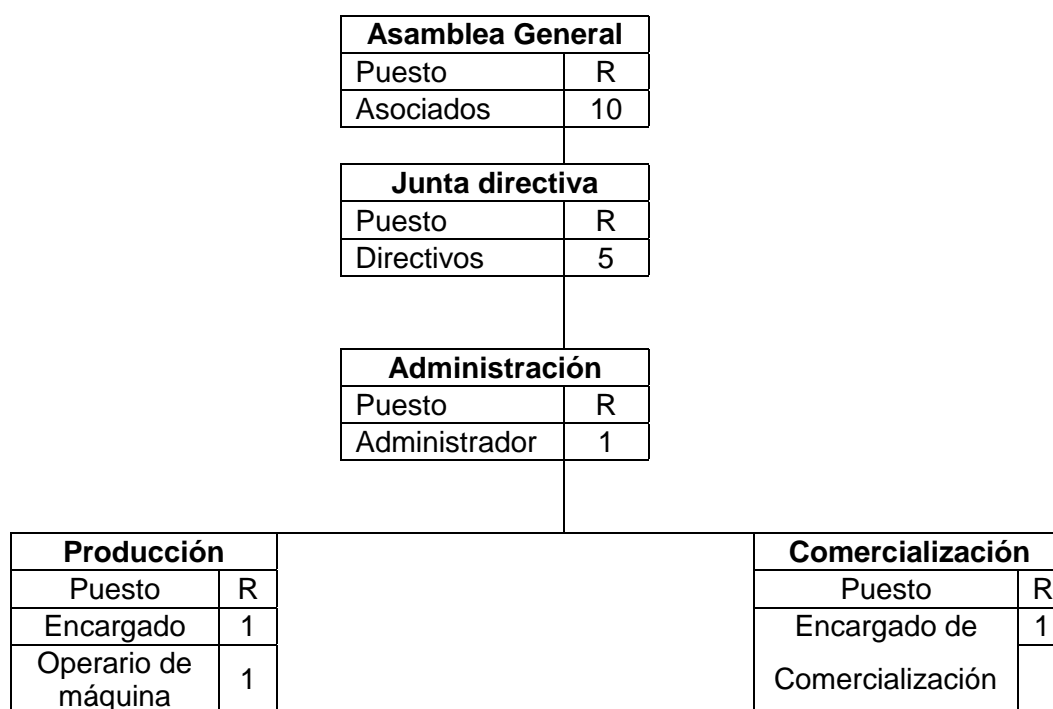 Asamblea General
Puesto R
Asociados 10
Junta directiva
Puesto R
Directivos 5
Administración
Puesto R
Administrador 1
Producción
Puesto R
Encargado 1
Operario de
máquina
1
Comercialización
Puesto R
Encargado de 1
Comercialización